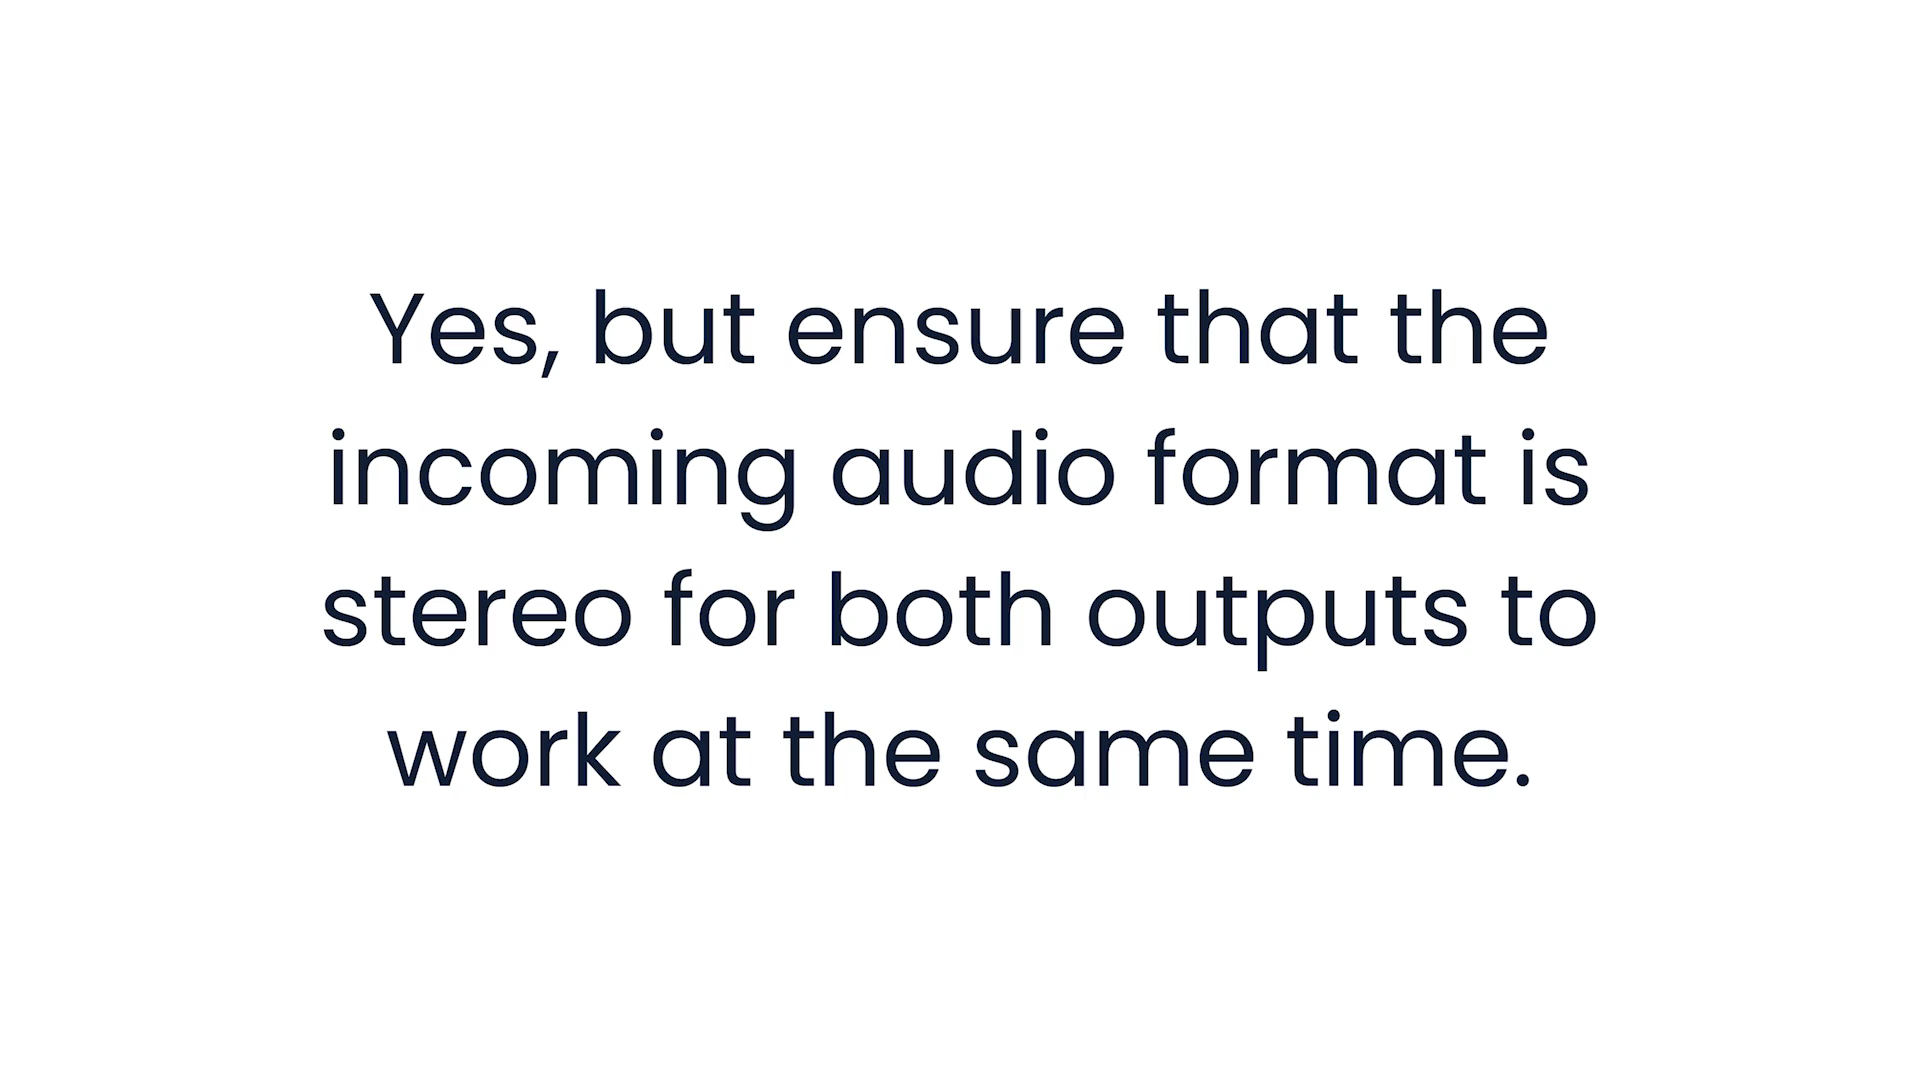 Yes, but ensure that the
incoming audio format is
stereo for both outputs to
work at the same time.